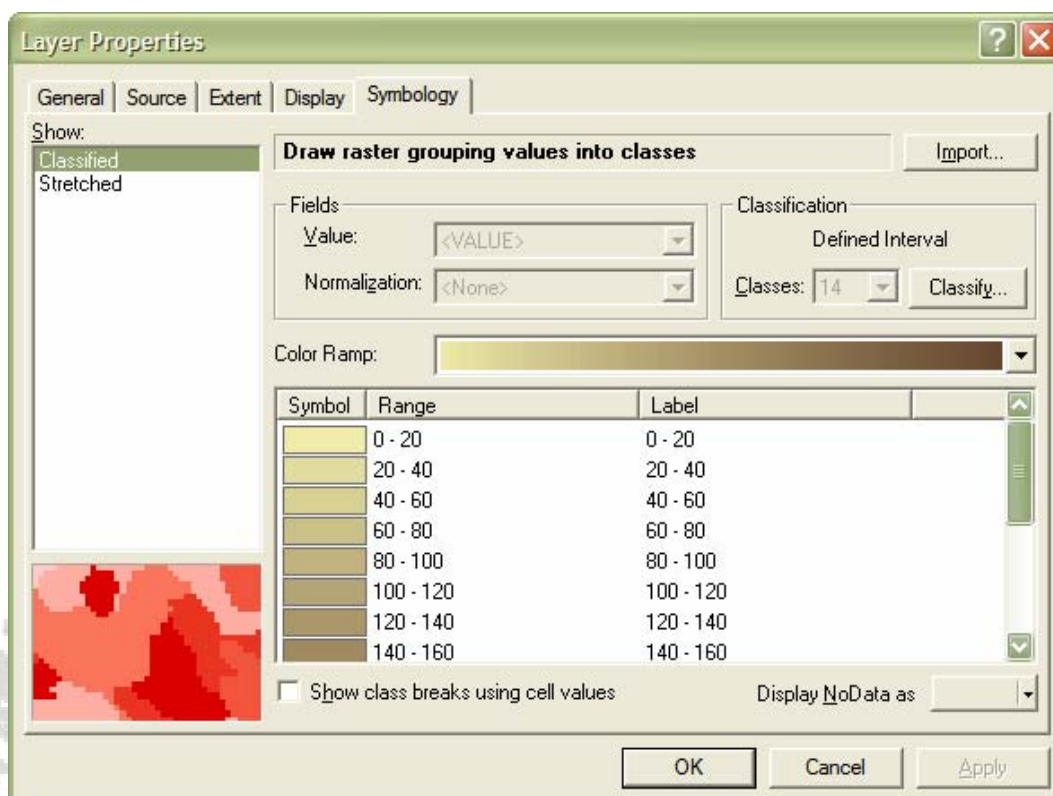 Layer Properties
General Source Extent Display Symbology
Show:
Classified
Stretched
Draw raster grouping values into classes
Import...
Fields
Value: <VALUE>
Normalization: <None>
Classification
Defined Interval
Classes: 14 Classify...
Color Ramp:
Symbol Range Label
0 - 20 0 - 20
20 - 40 20 - 40
40 - 60 40 - 60
60 - 80 60 - 80
80 - 100 80 - 100
100 - 120 100 - 120
120 - 140 120 - 140
140 - 160 140 - 160
Show class breaks using cell values Display NoData as
OK Cancel Apply